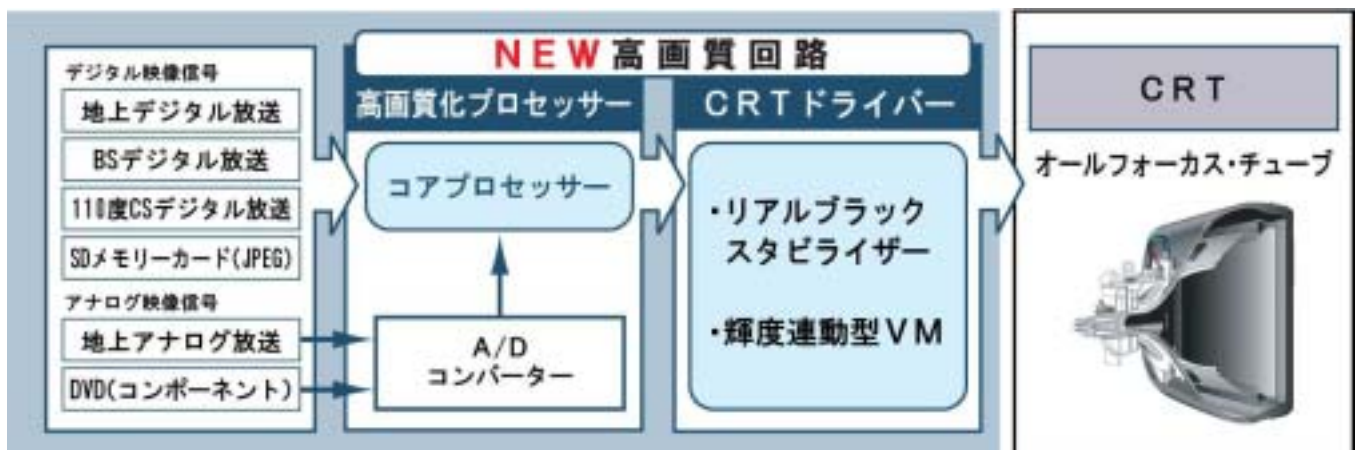 デジタル映像信号
地上デジタル放送
BSデジタル放送
110度CSデジタル放送
SDメモリーカード(JPEG)
アナログ映像信号
地上アナログ放送
DVD(コンポーネント)
NEW高画質回路
高画質化プロセッサー
コアプロセッサー
A/D
コンバーター
CRTドライバー
・リアルブラック
スタビライザー
・輝度連動型VM
CRT
オールフォーカス・チューブ